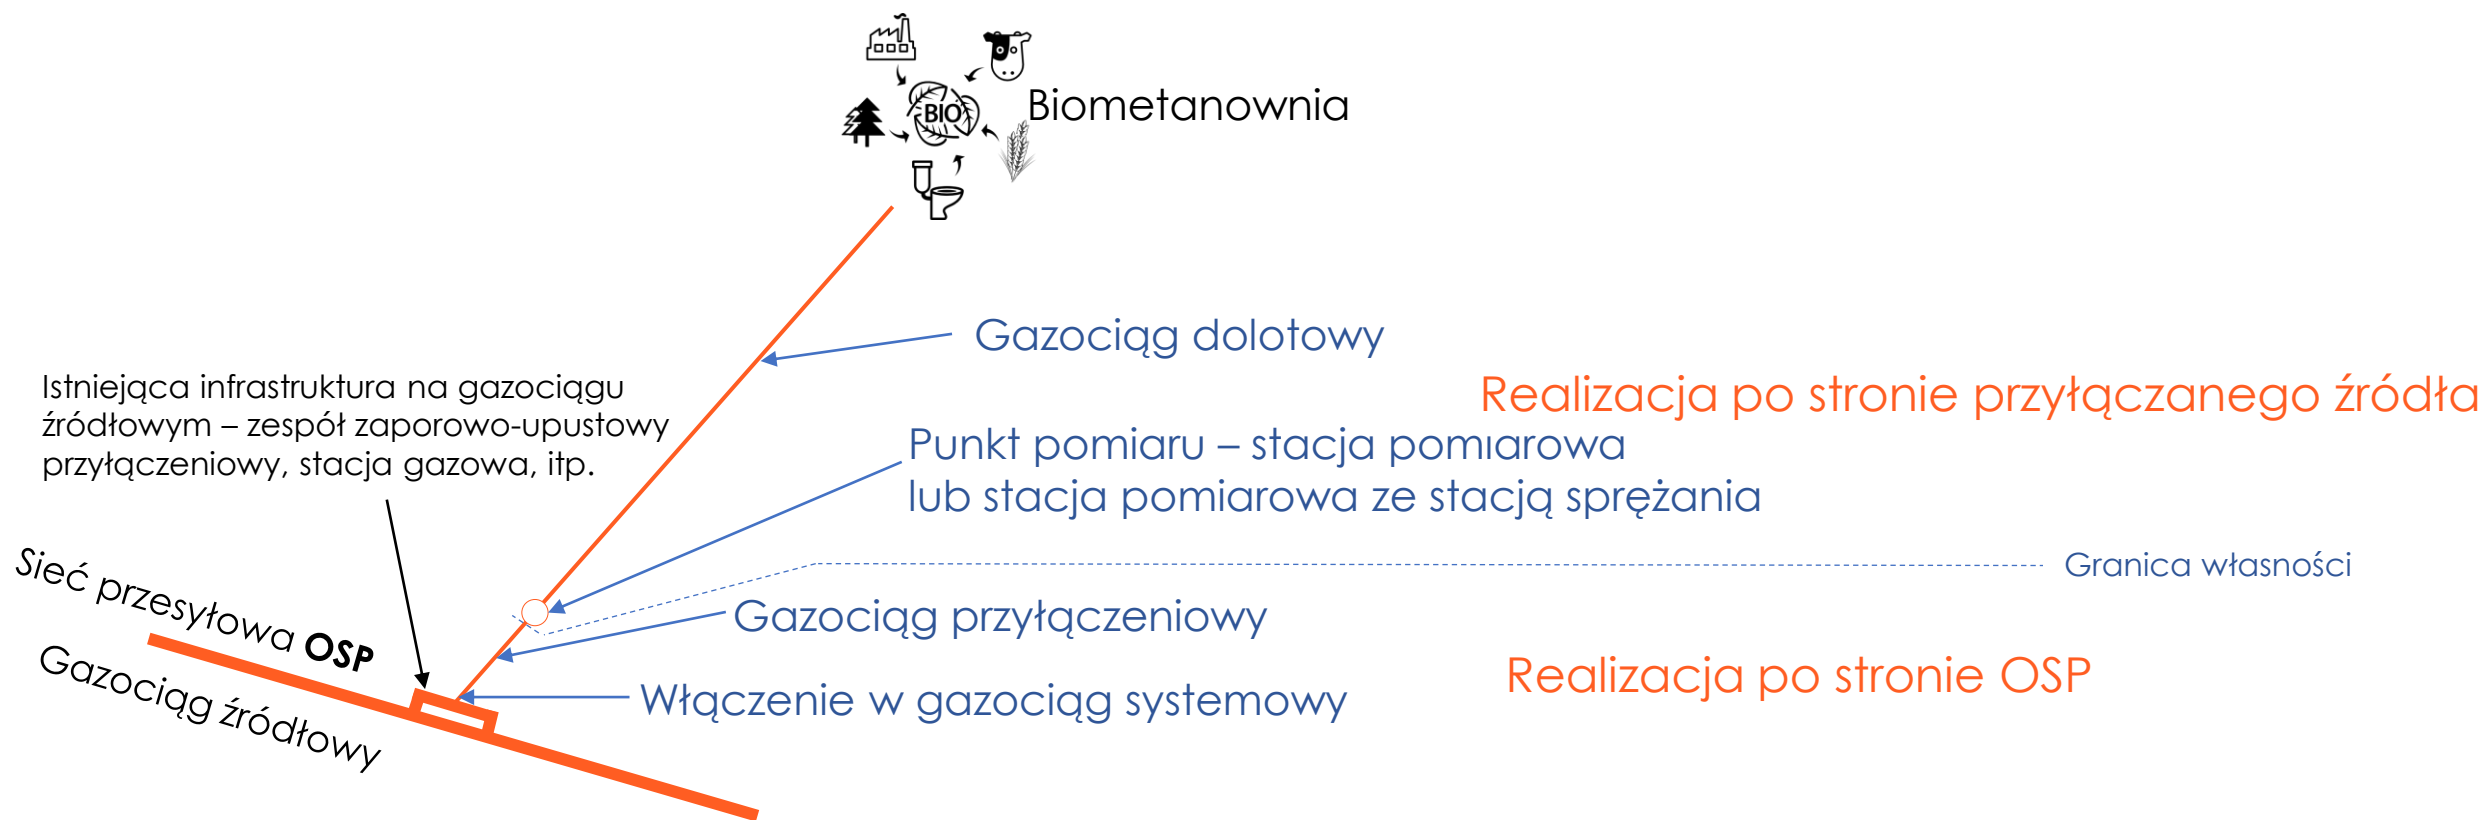 BIO
Biometanownia
Gazociąg dolotowy
Istniejąca infrastruktura na gazociągu
źródłowym – zespół zaporowo-upustowy
przyłączeniowy, stacja gazowa, itp.
Realizacja po stronie przyłączanego źródła
Punkt pomiaru – stacja pomiarowa
lub stacja pomiarowa ze stacją sprężania
Granica własności
Sieć przesyłowa OSP
Gazociąg źródłowy
Gazociąg przyłączeniowy
Realizacja po stronie OSP
Włączenie w gazociąg systemowy